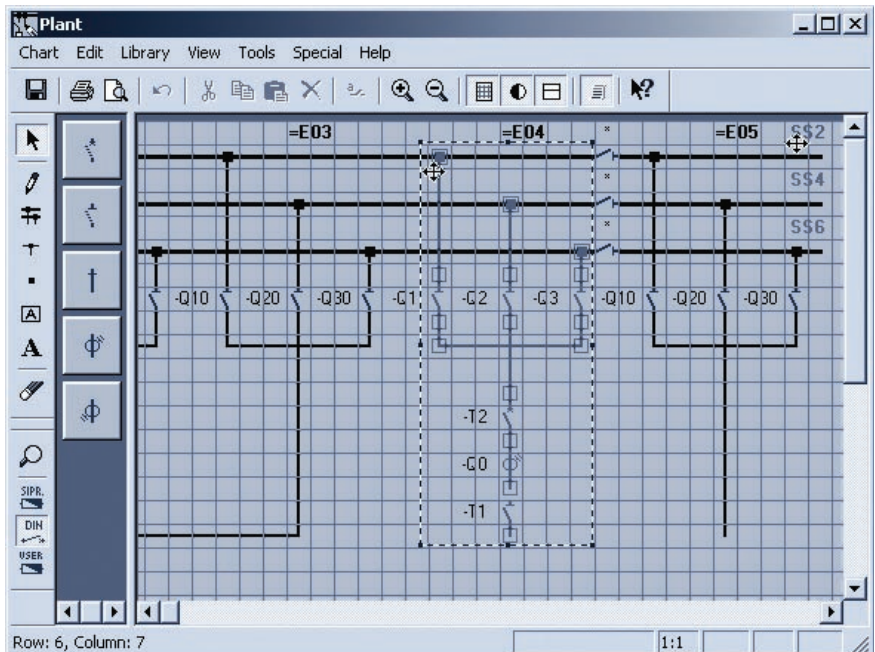 Plant
Chart Edit Library View Tools Special Help
=E03 =E04 * =E05 SS2
* SS4
* SS6
-Q10 -Q20 -Q30 -Q1 -Q2 -Q3 -Q10 -Q20 -Q30
A
A
-T2
-Q0
SIPR.
DIN
-T1
USER
Row: 6, Column: 7 1:1